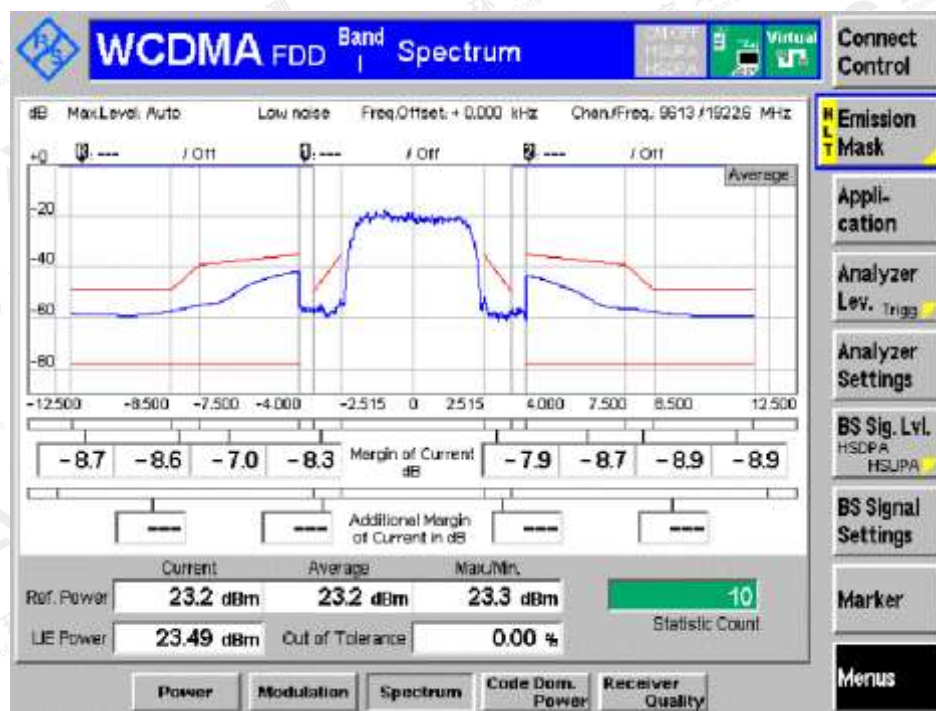 WCDMA FDD Band I Spectrum
Virtual
Connect Control
dB Max.Level: Auto Low noise Freq.Offset: + 0.000 kHz Chan./Freq.: 9613 / 1922.6 MHz
--- / Off --- / Off --- / Off
Average
+0
-20
-40
-60
-80
-12.500 -8.500 -7.500 -4.000 -2.515 0 2.515 4.000 7.500 8.500 12.500
-8.7 -8.6 -7.0 -8.3 Margin of Current dB -7.9 -8.7 -8.9 -8.9
--- --- Additional Margin of Current in dB --- ---
Current Average Max./Min.
Ref. Power 23.2 dBm 23.2 dBm 23.3 dBm 10
UE Power 23.49 dBm Out of Tolerance 0.00 % Statistic Count
Power Modulation Spectrum Code Dom. Power Receiver Quality
HLT
Emission Mask
Appli-
cation
Analyzer
Lev. Trigg
Analyzer
Settings
BS Sig. Lvl.
HSDPA
HSUPA
BS Signal
Settings
Marker
Menus